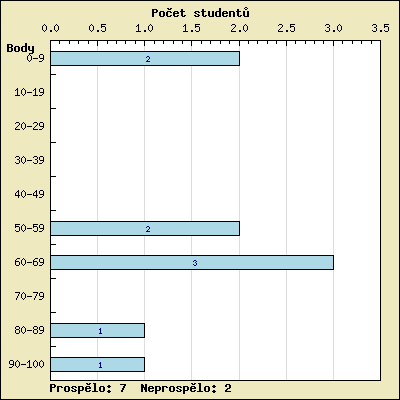 Počet studentů
0.0 0.5 1.0 1.5 2.0 2.5 3.0 3.5
Body
0-9 2
10-19
20-29
30-39
40-49
50-59 2
60-69 3
70-79
80-89 1
90-100 1
Prospělo: 7 Neprospělo: 2